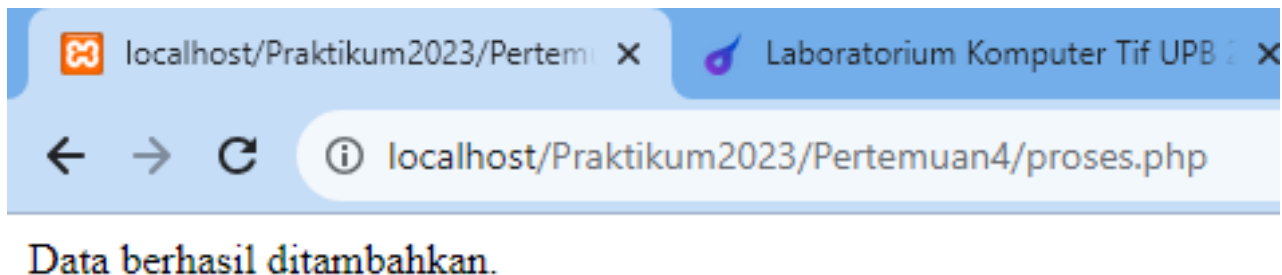 localhost/Praktikum2023/Pertem
Laboratorium Komputer Tif UPB
localhost/Praktikum2023/Pertemuan4/proses.php
Data berhasil ditambahkan.